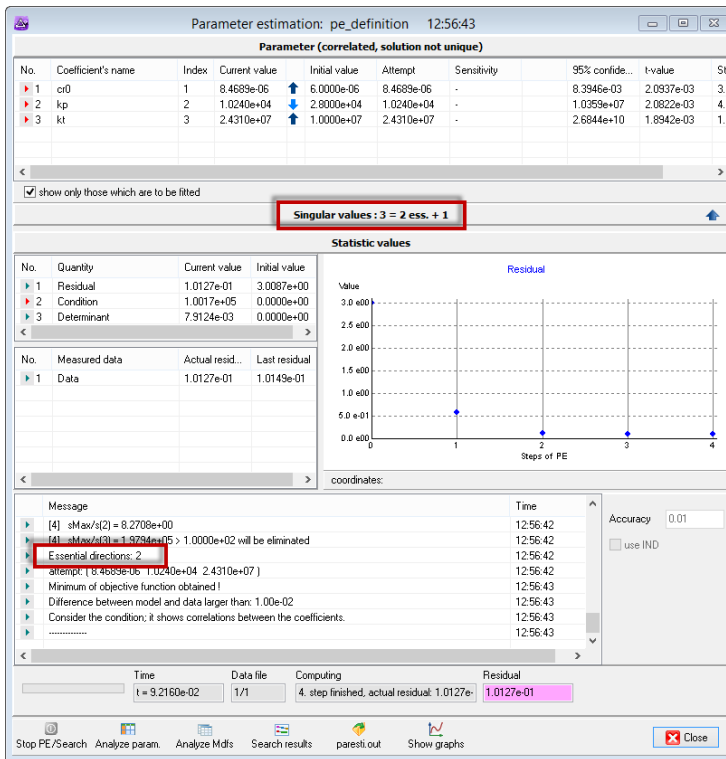 Parameter estimation: pe_definition 12:56:43
Parameter (correlated, solution not unique)
No. Coefficient's name Index Current value Initial value Attempt Sensitivity 95% confide... t-value St
1 cr0 1 8.4689e-06 6.0000e-06 8.4689e-06 - 8.3946e-03 2.0937e-03 3.
2 kp 2 1.0240e+04 2.8000e+04 1.0240e+04 - 1.0359e+07 2.0822e-03 4.
3 kt 3 2.4310e+07 1.0000e+07 2.4310e+07 - 2.6844e+10 1.8942e-03 1.
show only those which are to be fitted
Singular values : 3 = 2 ess. + 1
Statistic values
No. Quantity Current value Initial value
1 Residual 1.0127e-01 3.0087e+00
2 Condition 1.0017e+05 0.0000e+00
3 Determinant 7.9124e-03 0.0000e+00
No. Measured data Actual resid... Last residual
1 Data 1.0127e-01 1.0149e-01
Residual
Value
3.0 e00
2.5 e00
2.0 e00
1.5 e00
1.0 e00
5.0 e-01
0.0 e00
0 1 2 3 4
Steps of PE
coordinates:
Message Time
[4] sMax/s(2) = 8.2708e+00 12:56:42
[4] sMax/s(3) = 1.9794e+05 > 1.0000e+02 will be eliminated 12:56:42
Essential directions: 2 12:56:42
attempt: ( 8.4689e-06 1.0240e+04 2.4310e+07 ) 12:56:42
Minimum of objective function obtained ! 12:56:43
Difference between model and data larger than: 1.00e-02 12:56:43
Consider the condition; it shows correlations between the coefficients. 12:56:43
-------------- 12:56:43
Accuracy 0.01
use IND
Time Data file Computing Residual
t = 9.2160e-02 1/1 4. step finished, actual residual: 1.0127e- 1.0127e-01
Stop PE/Search Analyze param. Analyze Mdfs Search results paresti.out Show graphs Close